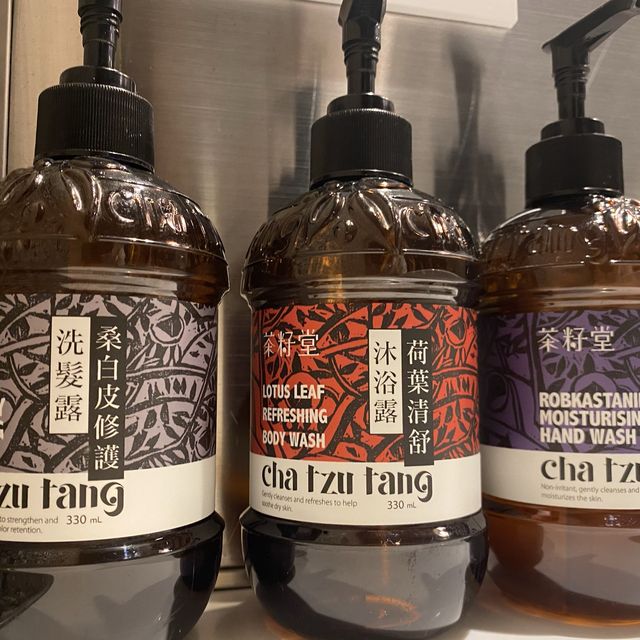 洗髮露
桑白皮修護
zu tang
to strengthen and
color retention.
330 mL
茶籽堂
LOTUS LEAF
REFRESHING
BODY WASH
沐浴露
荷葉清舒
cha tzu tang
Gently cleanses and refreshes to help
soothe dry skin.
330 mL
茶籽堂
ROBKASTANI
MOISTURISIN
HAND WASH
cha tzu
Non-irritant, gently cleanses and
moisturizes the skin.